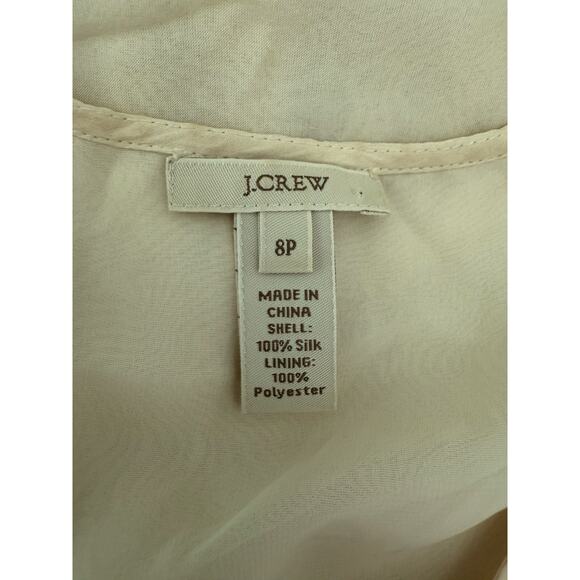 J.CREW
8P
MADE IN
CHINA
SHELL:
100% Silk
LINING:
100%
Polyester